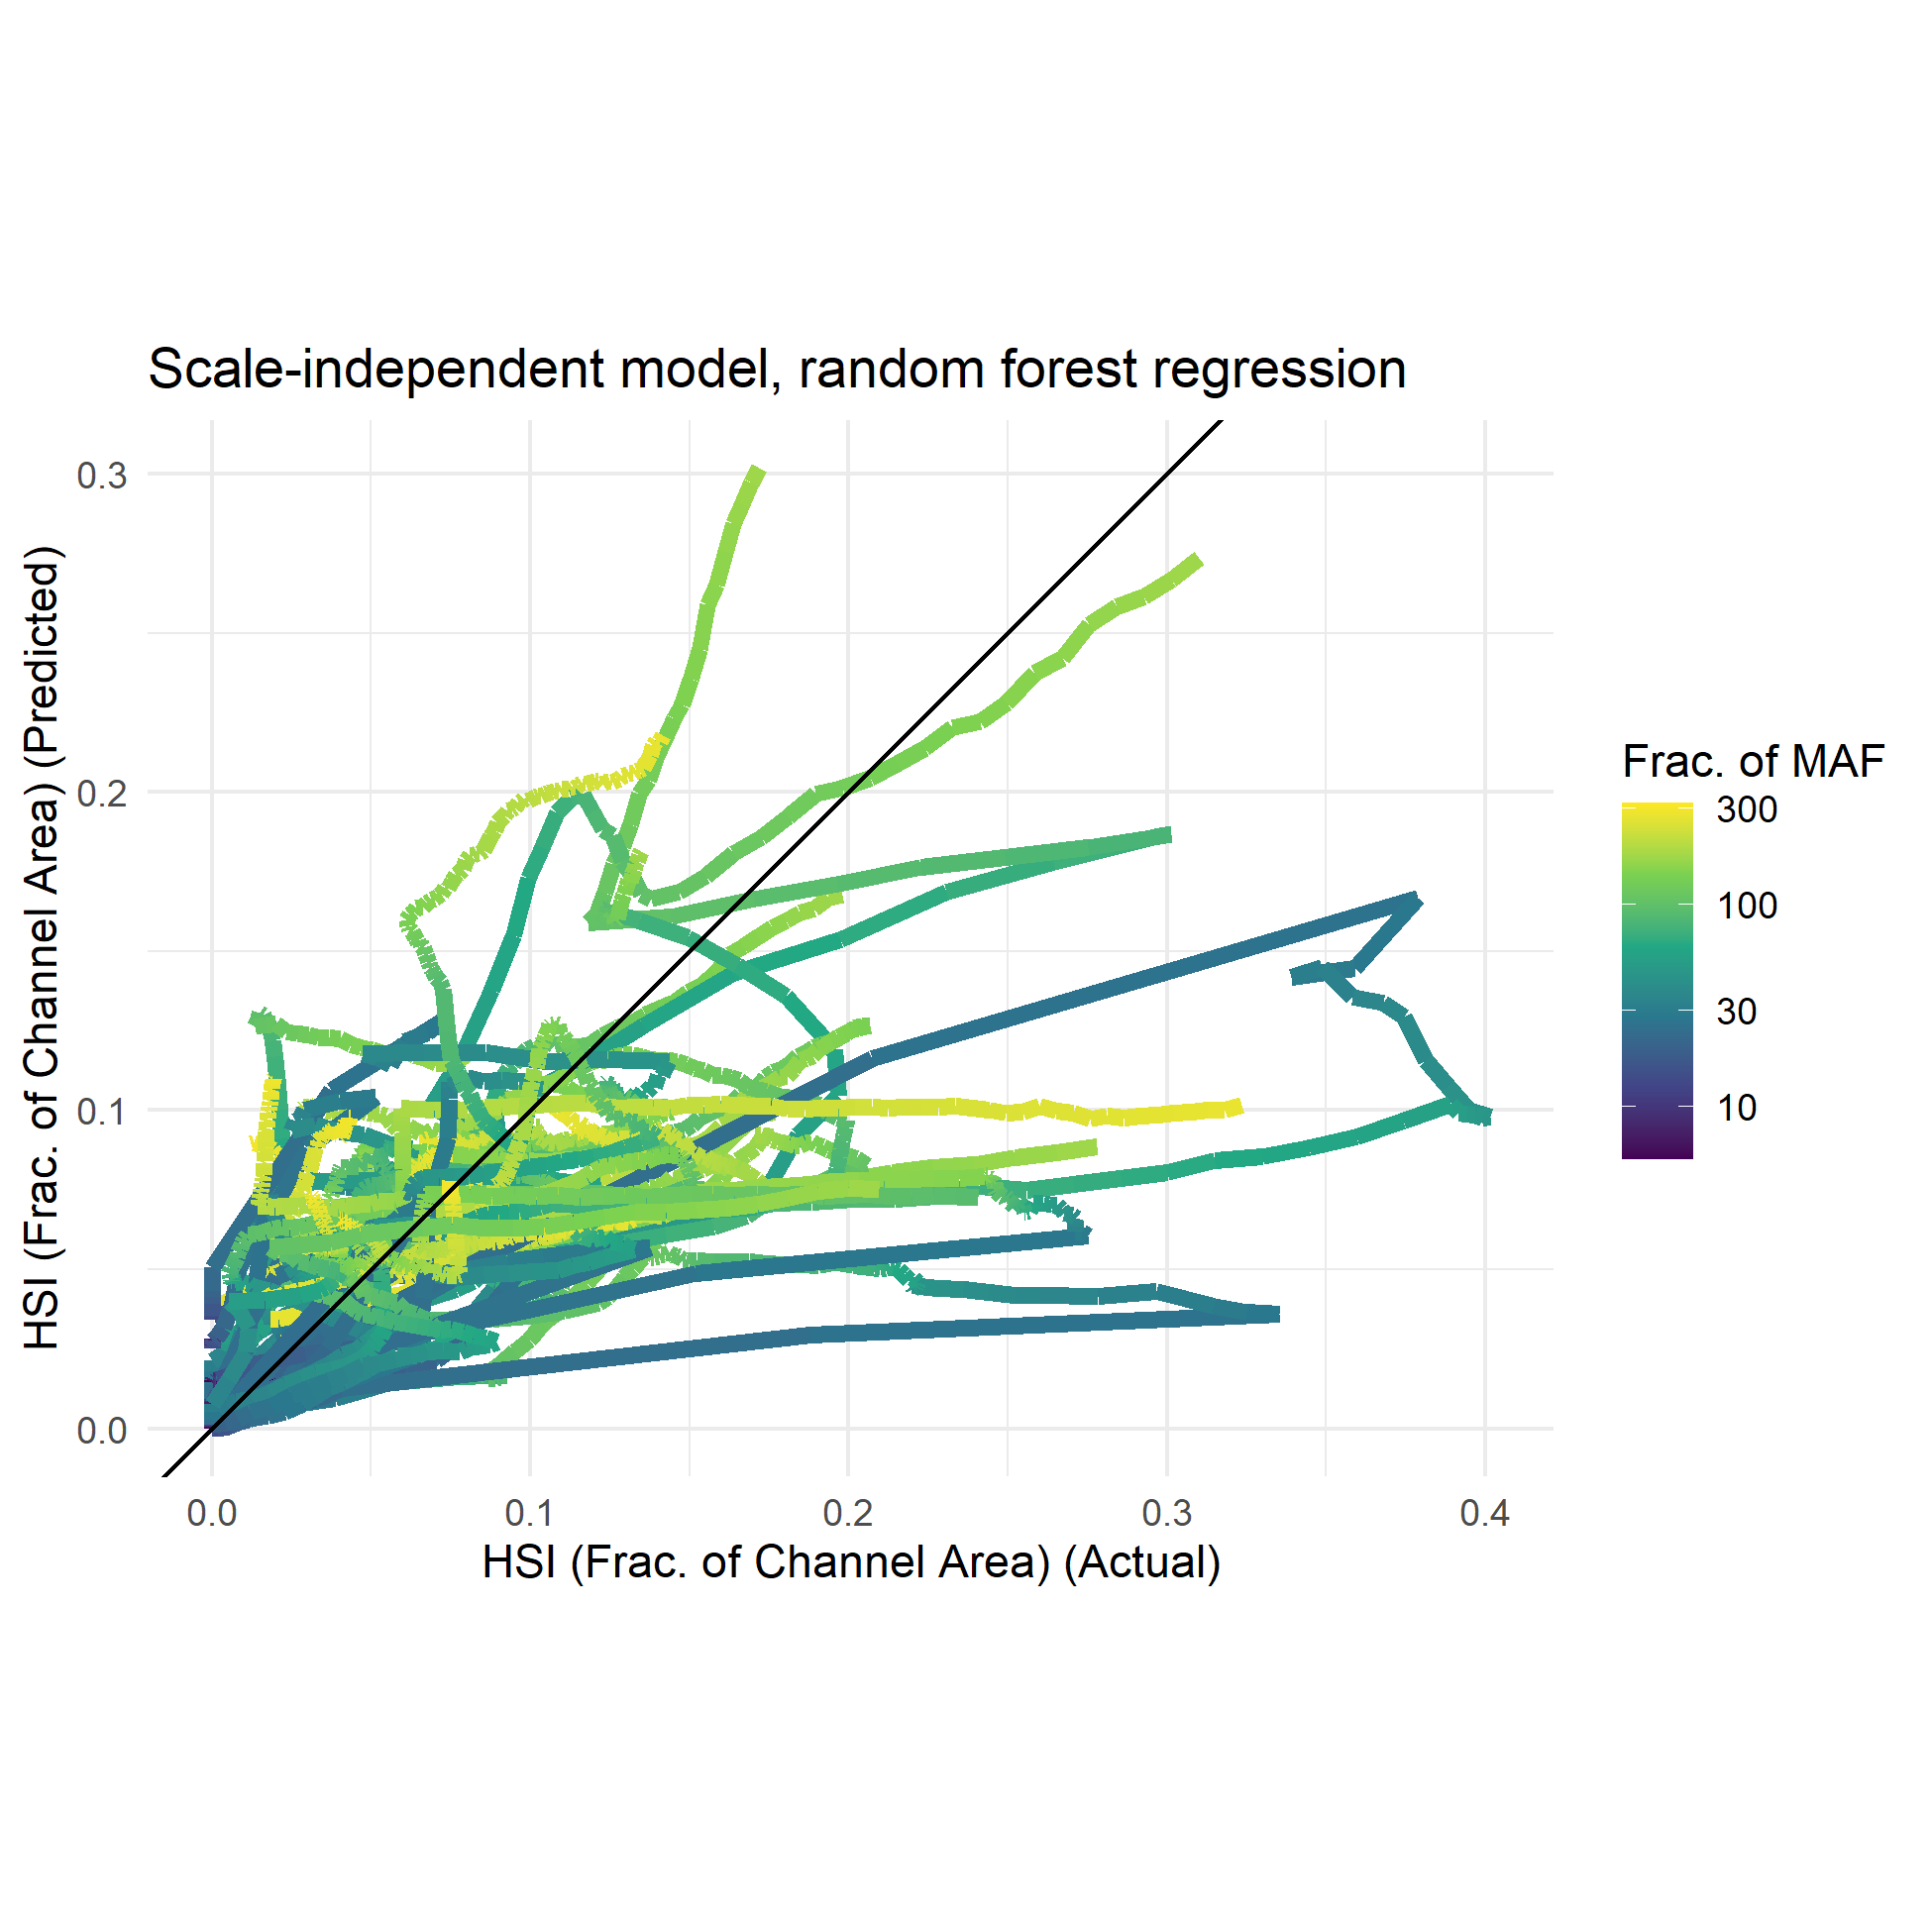 Scale-independent model, random forest regression
HSI (Frac. of Channel Area) (Predicted)
0.3
0.2
0.1
0.0
0.0 0.1 0.2 0.3 0.4
HSI (Frac. of Channel Area) (Actual)
Frac. of MAF
300
100
30
10